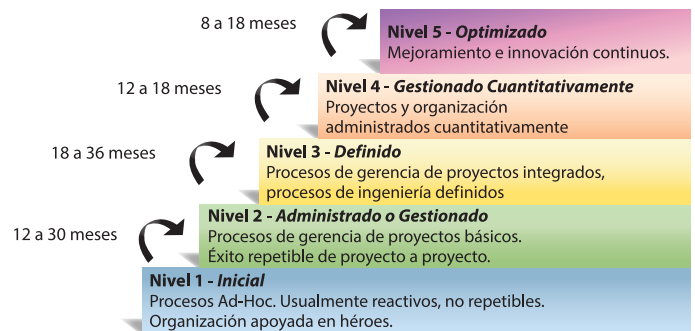 8 a 18 meses
Nivel 5 - Optimizado
Mejoramiento e innovación continuos.
12 a 18 meses
Nivel 4 - Gestionado Cuantitativamente
Proyectos y organización
administrados cuantitativamente
18 a 36 meses
Nivel 3 - Definido
Procesos de gerencia de proyectos integrados,
procesos de ingeniería definidos
12 a 30 meses
Nivel 2 - Administrado o Gestionado
Procesos de gerencia de proyectos básicos.
Éxito repetible de proyecto a proyecto.
Nivel 1 - Inicial
Procesos Ad-Hoc. Usualmente reactivos, no repetibles.
Organización apoyada en héroes.